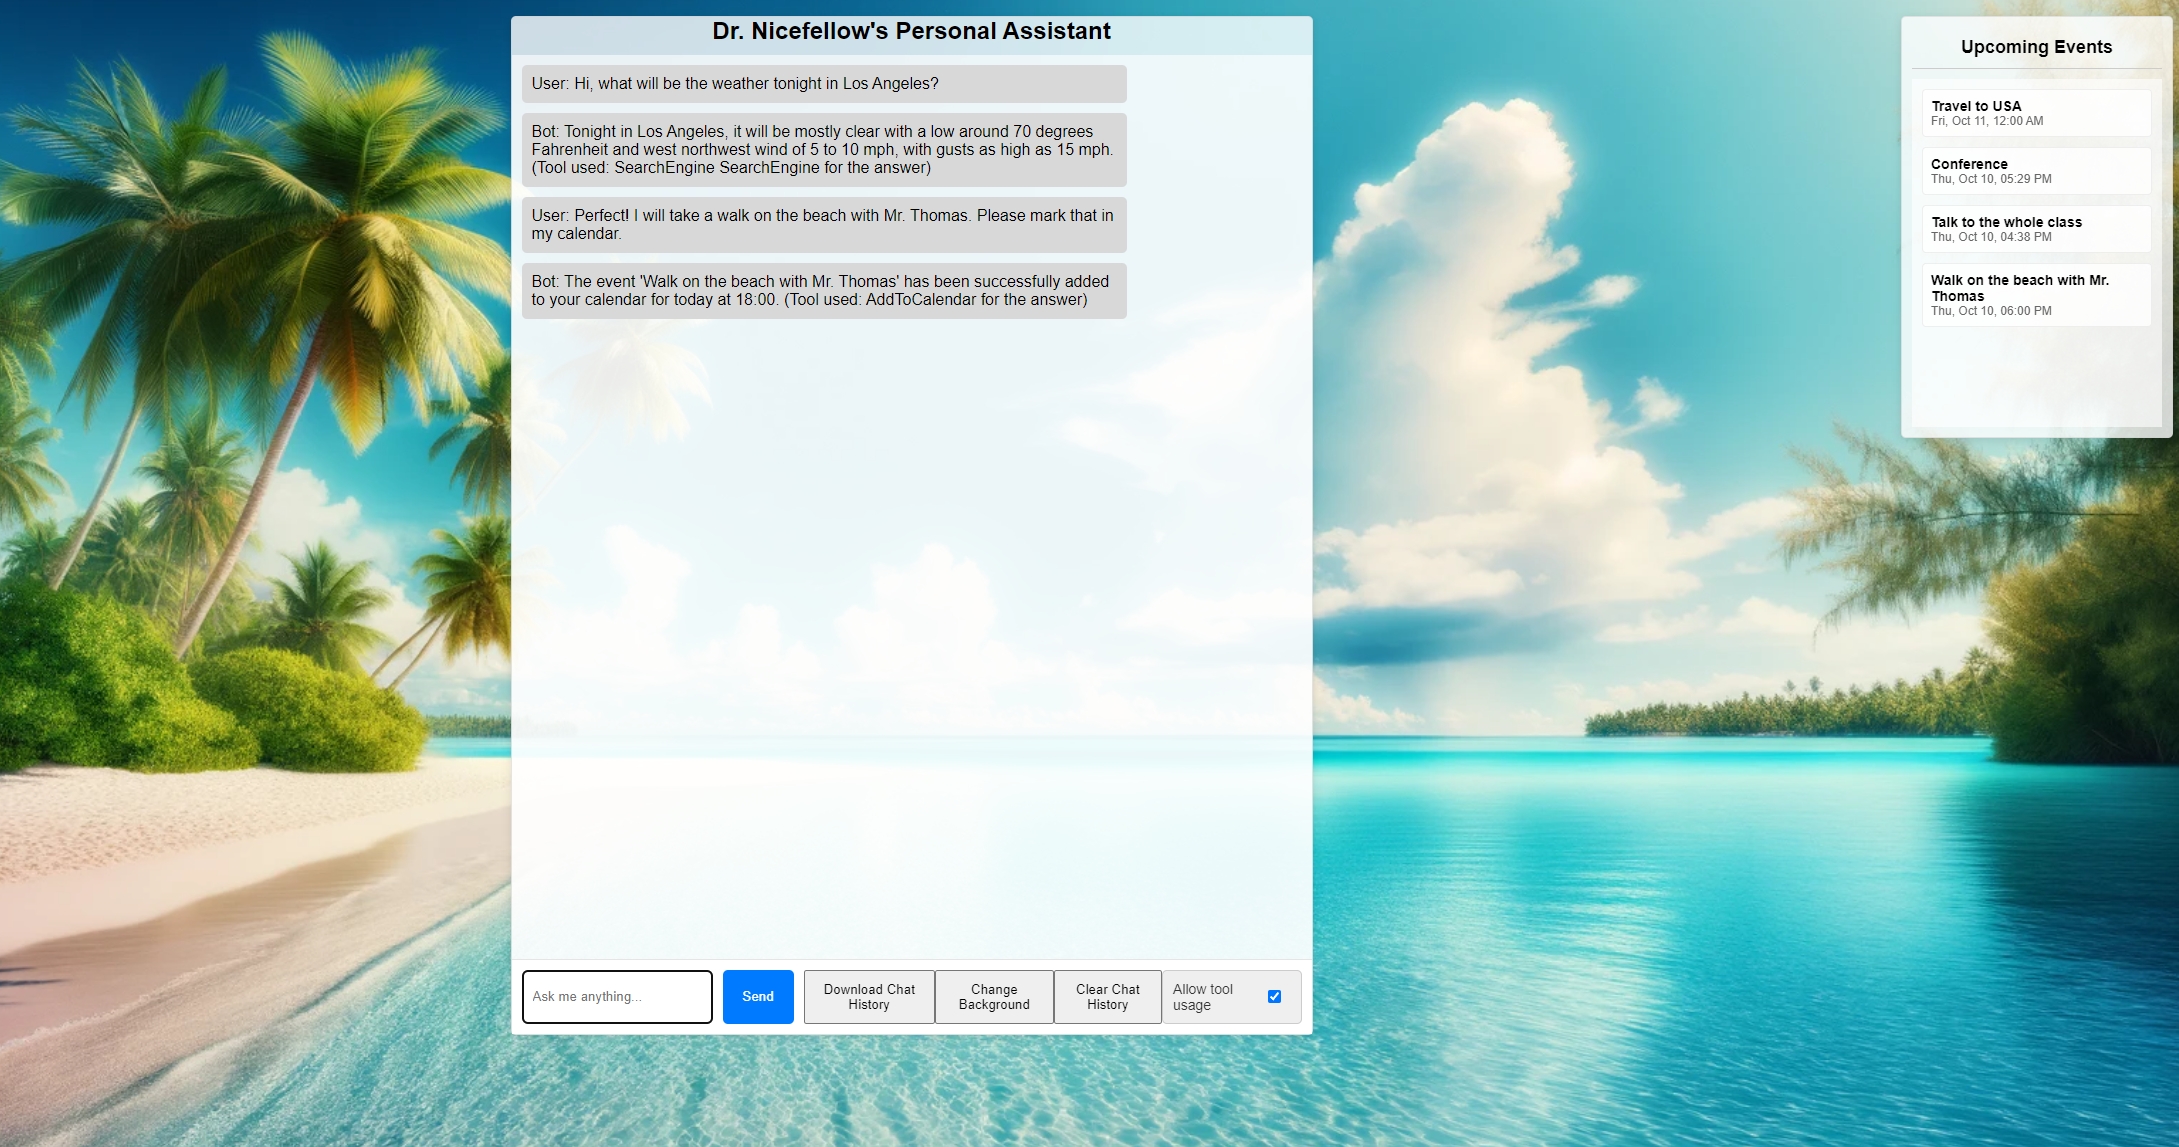 Dr. Nicefellow's Personal Assistant
User: Hi, what will be the weather tonight in Los Angeles?
Bot: Tonight in Los Angeles, it will be mostly clear with a low around 70 degrees
Fahrenheit and west northwest wind of 5 to 10 mph, with gusts as high as 15 mph.
(Tool used: SearchEngine SearchEngine for the answer)
User: Perfect! I will take a walk on the beach with Mr. Thomas. Please mark that in
my calendar.
Bot: The event 'Walk on the beach with Mr. Thomas' has been successfully added
to your calendar for today at 18:00. (Tool used: AddToCalendar for the answer)
Ask me anything...
Send
Download Chat
History
Change
Background
Clear Chat
History
Allow tool
usage
Upcoming Events
Travel to USA
Fri, Oct 11, 12:00 AM
Conference
Thu, Oct 10, 05:29 PM
Talk to the whole class
Thu, Oct 10, 04:38 PM
Walk on the beach with Mr.
Thomas
Thu, Oct 10, 06:00 PM